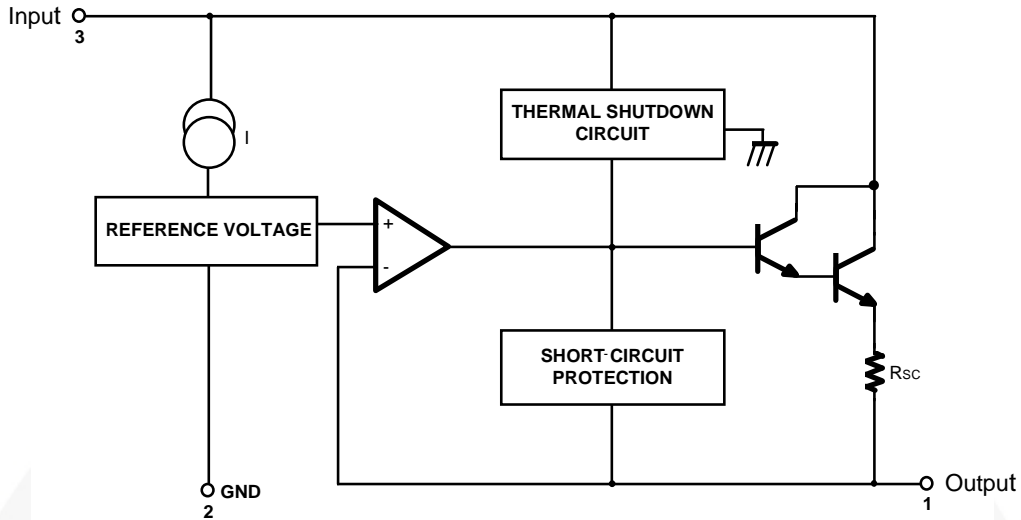 Input
3
I
THERMAL SHUTDOWN
CIRCUIT
REFERENCE VOLTAGE
+
-
SHORT-CIRCUIT
PROTECTION
RSC
GND
2
Output
1